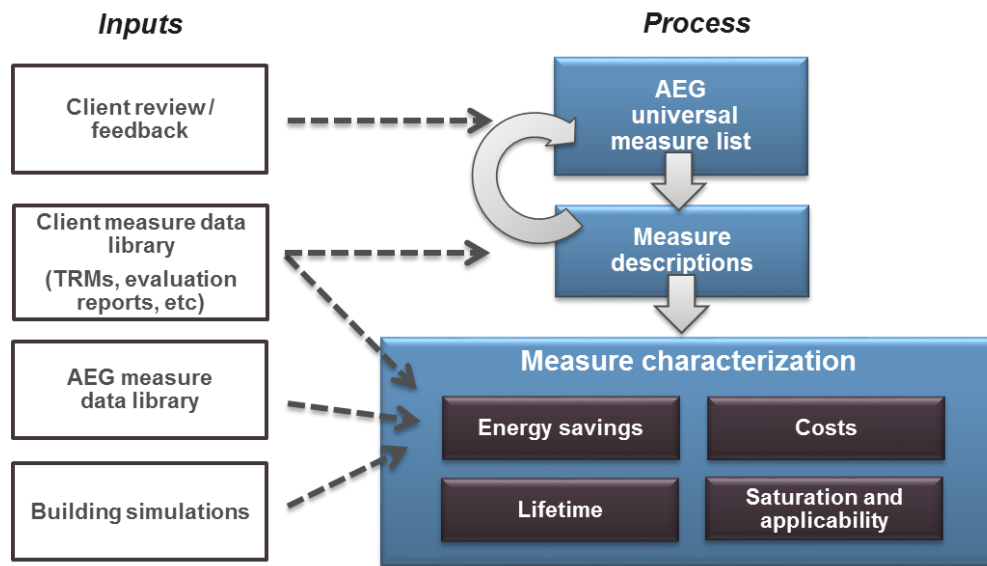 Inputs
Process
Client review /
feedback
AEG
universal
measure list
Client measure data
library
(TRMs, evaluation
reports, etc)
Measure
descriptions
AEG measure
data library
Building simulations
Measure characterization
Energy savings
Costs
Lifetime
Saturation and
applicability